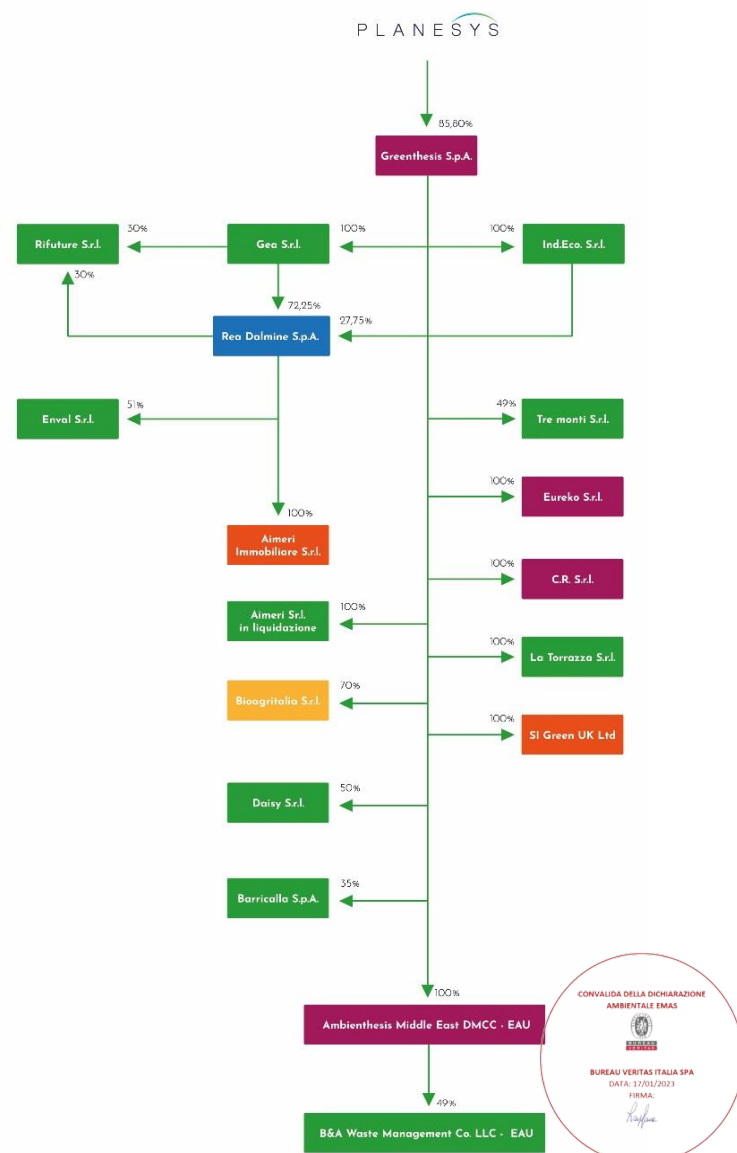 PLANESYS
85,80%
Greenthesis S.p.A.
30%
100%
100%
Rifuture S.r.l.
Gea S.r.l.
Ind.Eco. S.r.l.
30%
72,25%
27,75%
Rea Dalmine S.p.A.
51%
49%
Enval S.r.l.
Tre monti S.r.l.
100%
Eureko S.r.l.
100%
Aimeri
Immobiliare S.r.l.
100%
C.R. S.r.l.
100%
Aimeri Sr.l.
in liquidazione
100%
La Torrazza S.r.l.
70%
Bioagritalia S.r.l.
100%
SI Green UK Ltd
50%
Daisy S.r.l.
35%
Barricalla S.p.A.
100%
Ambienthesis Middle East DMCC - EAU
49%
B&A Waste Management Co. LLC - EAU
CONVALIDA DELLA DICHIARAZIONE
AMBIENTALE EMAS
BUREAU
VERITAS
BUREAU VERITAS ITALIA SPA
DATA: 17/01/2023
FIRMA: